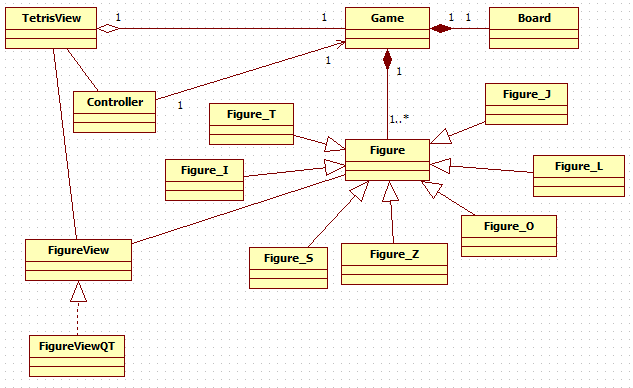 TetrisView
1
1
Game
1
1
Board
Controller
1
1
1
1..*
Figure_J
Figure_T
Figure
Figure_I
Figure_L
Figure_O
FigureView
Figure_S
Figure_Z
FigureViewQT